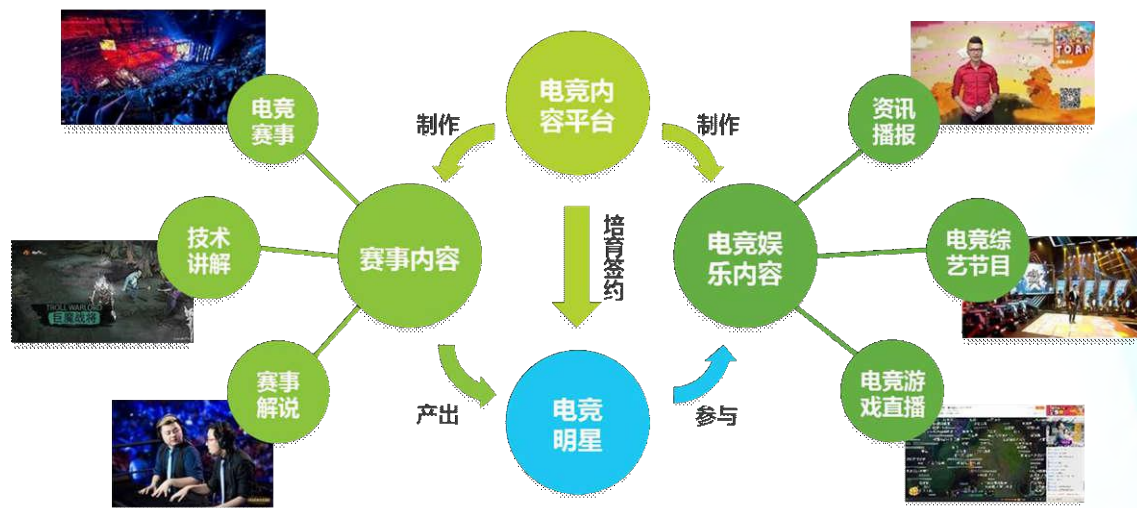 电竞内
容平台
制作
制作
电竞
赛事
资讯
播报
TOAD
培育签约
技术
讲解
赛事内容
电竞娱
乐内容
电竞综
艺节目
TROLL WARLORD
巨魔战将
赛事
解说
产出
电竞
明星
参与
电竞游
戏直播